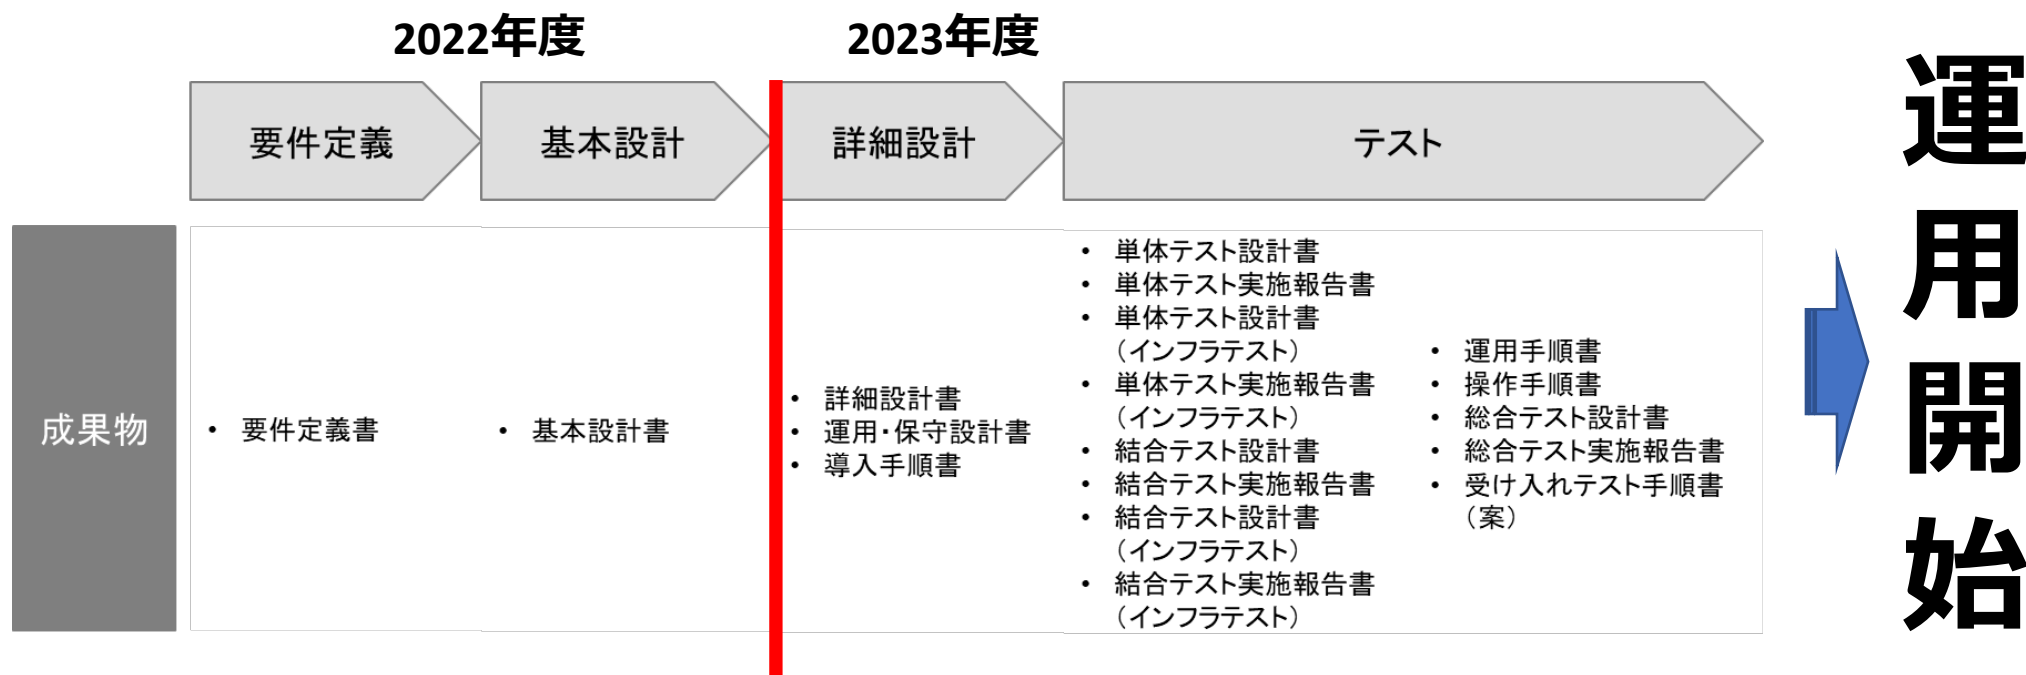 2022年度
2023年度
要件定義
基本設計
詳細設計
テスト
成果物
• 要件定義書
• 基本設計書
• 詳細設計書
• 運用・保守設計書
• 導入手順書
• 単体テスト設計書
• 単体テスト実施報告書
• 単体テスト設計書
（インフラテスト）
• 単体テスト実施報告書
（インフラテスト）
• 結合テスト設計書
• 結合テスト実施報告書
• 結合テスト設計書
（インフラテスト）
• 結合テスト実施報告書
（インフラテスト）
• 運用手順書
• 操作手順書
• 総合テスト設計書
• 総合テスト実施報告書
• 受け入れテスト手順書
（案）
運用開始